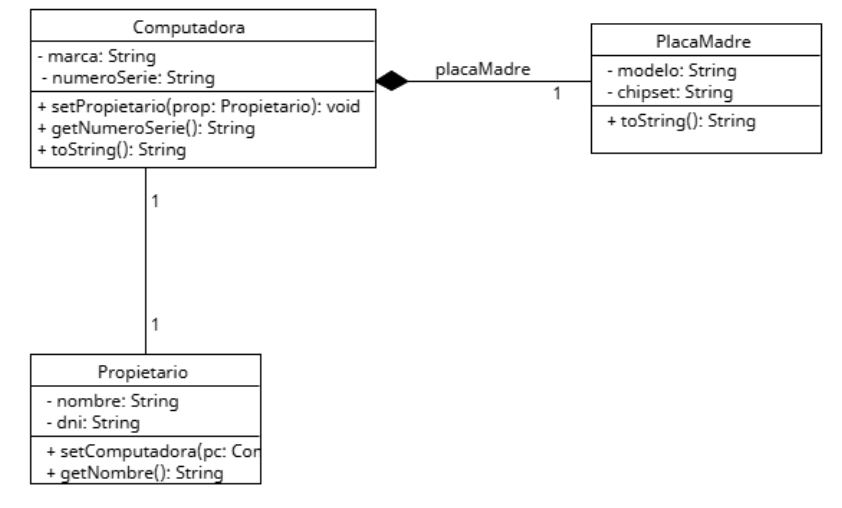 Computadora
- marca: String
- numeroSerie: String
+ setPropietario(prop: Propietario): void
+ getNumeroSerie(): String
+ toString(): String
placaMadre
1
PlacaMadre
- modelo: String
- chipset: String
+ toString(): String
1
1
Propietario
- nombre: String
- dni: String
+ setComputadora(pc: Con
+ getNombre(): String